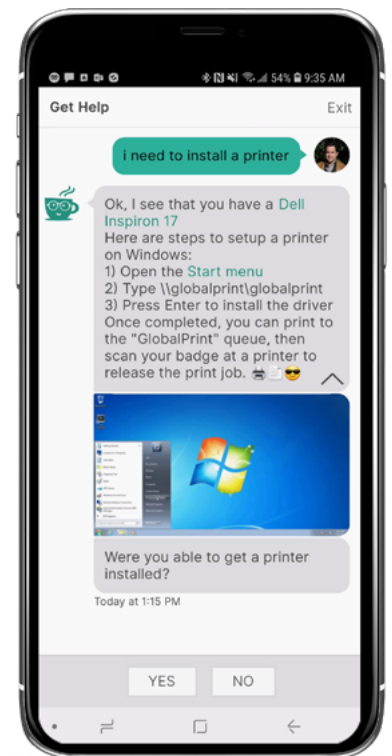 54% 9:35 AM
Get Help Exit
i need to install a printer
Ok, I see that you have a Dell
Inspiron 17
Here are steps to setup a printer
on Windows:
1) Open the Start menu
2) Type \\globalprint\globalprint
3) Press Enter to install the driver
Once completed, you can print to
the "GlobalPrint" queue, then
scan your badge at a printer to
release the print job. 🖨️📄😎
Were you able to get a printer
installed?
Today at 1:15 PM
YES NO